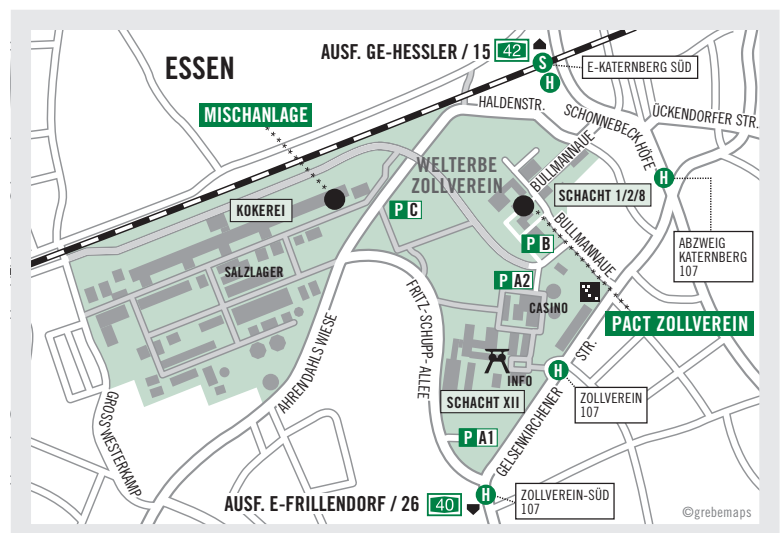 AUSF. GE-HESSLER / 15 42
ESSEN
S
E-KATERNBERG SÜD
H
MISCHANLAGE
HALDENSTR.
SCHONNEBECKHÖFE
ÜCKENDORFER STR.
WELTERBE
ZOLLVEREIN
BULLMANNAUE
SCHACHT 1/2/8
H
KOKEREI
P C
BULLMANNAUE
P B
ABZWEIG
KATERNBERG
107
SALZLAGER
P A2
FRITZ-SCHUPP-ALLEE
CASINO
PACT ZOLLVEREIN
AHRENDAHLS WIESE
INFO
H
GELSENKIRCHENER STR.
ZOLLVEREIN
107
SCHACHT XII
GROSS WESTERKAMP
P A1
AUSF. E-FRILLENDORF / 26 40
H
ZOLLVEREIN-SÜD
107
©grebemaps